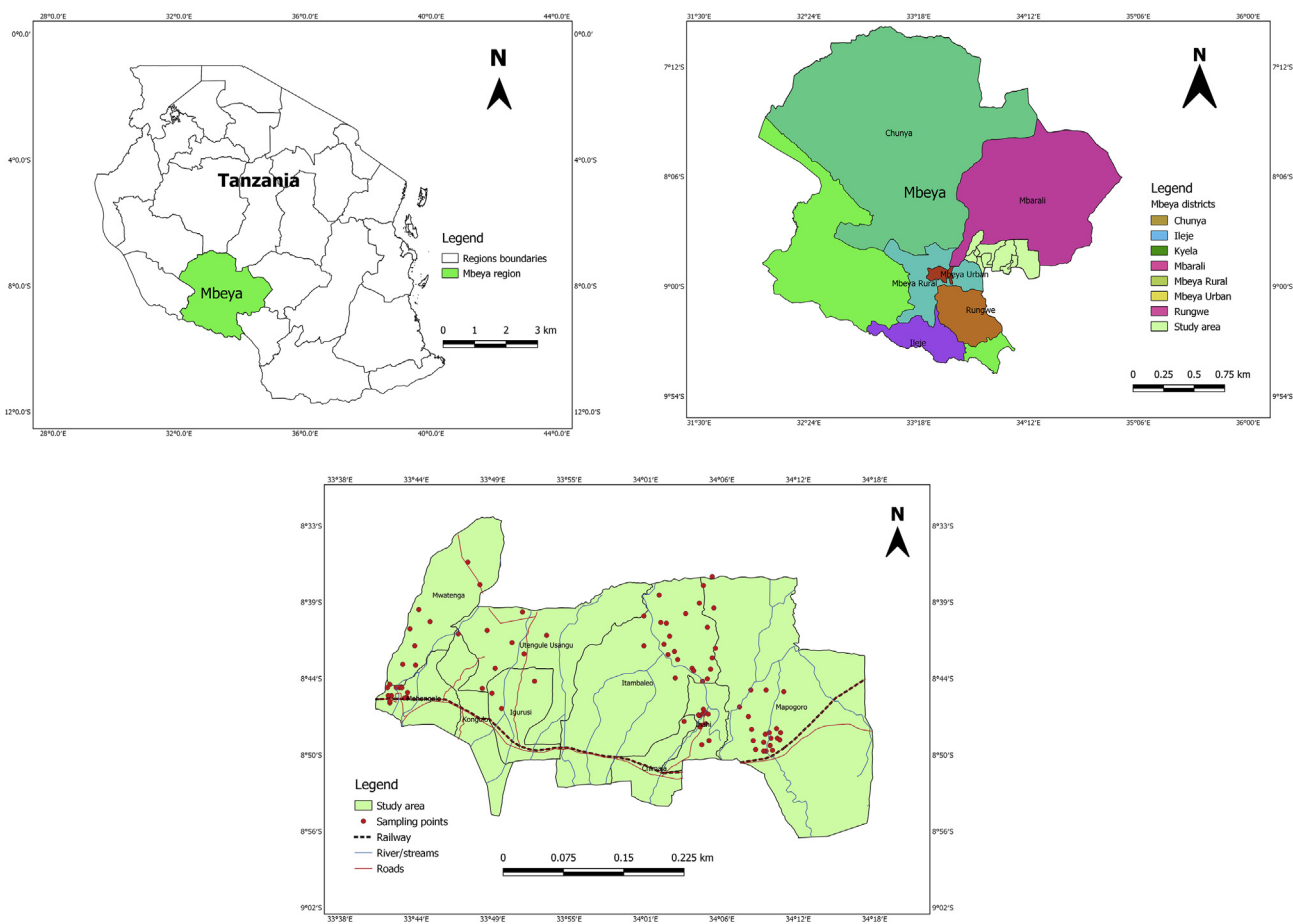 28°0.0'E 32°0.0'E 36°0.0'E 40°0.0'E 44°0.0'E
0°0.0' 0°0.0'
N
4°0.0'S 4°0.0'S
Tanzania
Legend
Regions boundaries
Mbeya region
8°0.0'S 8°0.0'S
Mbeya
0 1 2 3 km
12°0.0'S 12°0.0'S
28°0.0'E 32°0.0'E 36°0.0'E 40°0.0'E 44°0.0'E
31°30'E 32°24'E 33°18'E 34°12'E 35°06'E 36°00'E
N
7°12'S 7°12'S
Chunya
8°06'S 8°06'S
Mbeya
Mbarali
Legend
Mbeya districts
Chunya
Ileje
Kyela
Mbarali
Mbeya Rural
Mbeya Urban
Rungwe
Study area
Mbeya Urban
Mbeya Rural
9°00'S 9°00'S
Rungwe
Ileje
0 0.25 0.5 0.75 km
9°54'S 9°54'S
31°30'E 32°24'E 33°18'E 34°12'E 35°06'E 36°00'E
33°38'E 33°44'E 33°49'E 33°55'E 34°01'E 34°06'E 34°12'E 34°18'E
N
8°33'S 8°33'S
Mwatenga
8°39'S 8°39'S
Utengule Usangu
8°44'S 8°44'S
Itambaleo
Igurusi
Mapogoro
8°50'S 8°50'S
Legend
Study area
Sampling points
Railway
River/streams
Roads
8°56'S 8°56'S
0 0.075 0.15 0.225 km
9°02'S 9°02'S
33°38'E 33°44'E 33°49'E 33°55'E 34°01'E 34°06'E 34°12'E 34°18'E